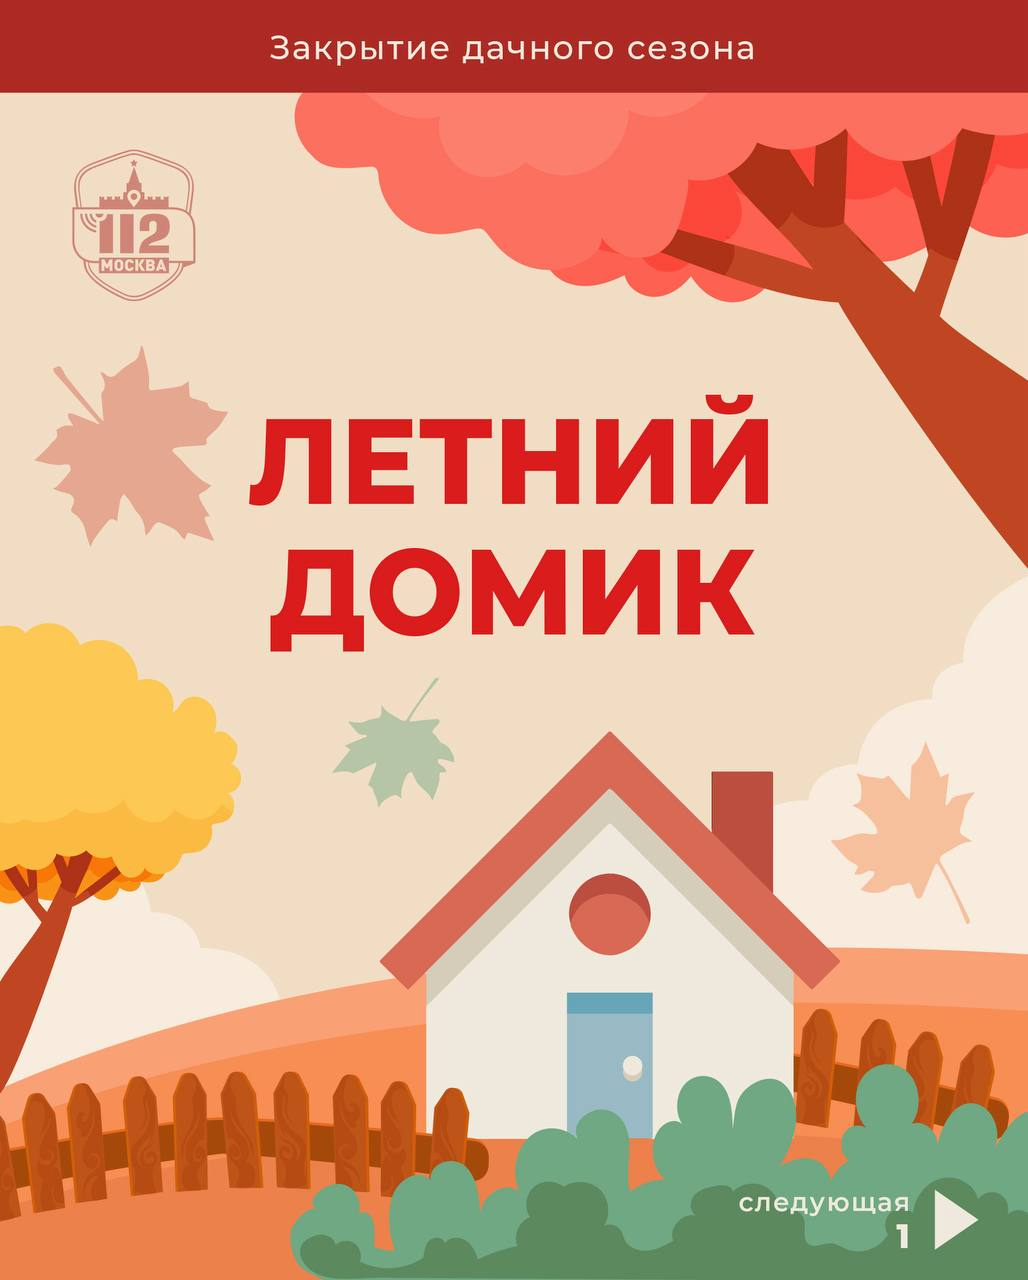 Закрытие дачного сезона
112
МОСКВА
ЛЕТНИЙ
ДОМИК
следующая
1